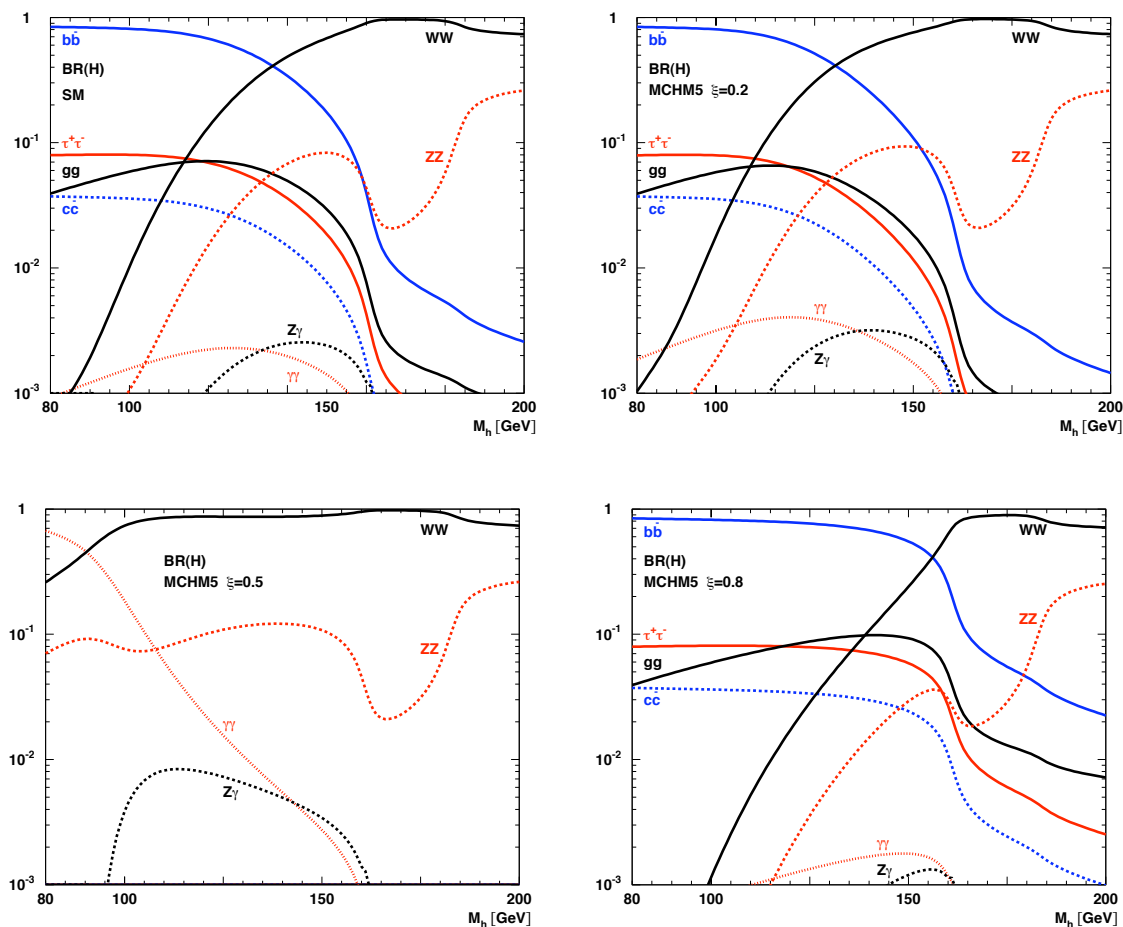 1
bb̄
BR(H)
SM
WW
10⁻¹
τ⁺τ⁻
gg
cc̄
ZZ
10⁻²
Zγ
γγ
10⁻³
80 100 150 200
M_h [GeV]
1
bb̄
BR(H)
MCHM5 ξ=0.2
WW
10⁻¹
τ⁺τ⁻
gg
cc̄
ZZ
10⁻²
γγ
Zγ
10⁻³
80 100 150 200
M_h [GeV]
1
WW
BR(H)
MCHM5 ξ=0.5
10⁻¹
ZZ
γγ
10⁻²
Zγ
10⁻³
80 100 150 200
M_h [GeV]
1
bb̄
WW
BR(H)
MCHM5 ξ=0.8
10⁻¹
τ⁺τ⁻
gg
cc̄
ZZ
10⁻²
γγ
Zγ
10⁻³
80 100 150 200
M_h [GeV]